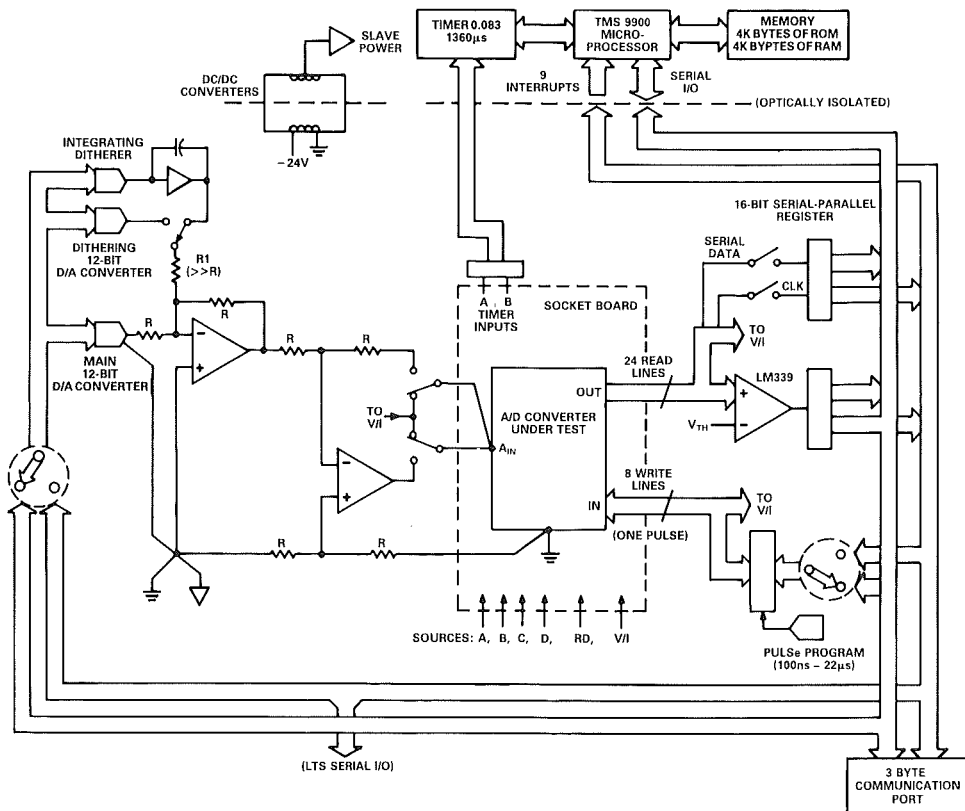 TIMER 0.083
1360µs
TMS 9900
MICRO-
PROCESSOR
MEMORY
4K BYTES OF ROM
4K BYPTES OF RAM
SLAVE
POWER
DC/DC
CONVERTERS
9
INTERRUPTS
SERIAL
I/O
(OPTICALLY ISOLATED)
-24V
INTEGRATING
DITHERER
DITHERING
12-BIT
D/A CONVERTER
R1
(>>R)
R
R
MAIN
12-BIT
D/A CONVERTER
-
+
R
R
TO
V/I
-
+
R
R
A, B
TIMER
INPUTS
SOCKET BOARD
16-BIT SERIAL-PARALLEL
REGISTER
SERIAL
DATA
CLK
TO
V/I
24 READ
LINES
LM339
+
-
VTH
OUT
A/D CONVERTER
UNDER TEST
AIN
IN
8 WRITE
LINES
(ONE PULSE)
TO
V/I
SOURCES: A, B, C, D, RD, V/I
PULSe PROGRAM
(100ns - 22µs)
(LTS SERIAL I/O)
3 BYTE
COMMUNICATION
PORT